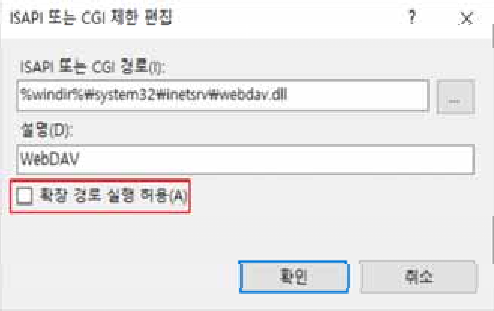 ISAPI 또는 CGI 제한 편집
? ×
ISAPI 또는 CGI 경로(I):
%windir%₩system32₩inetsrv₩webdav.dll
...
설명(D):
WebDAV
확장 경로 실행 허용(A)
확인
취소